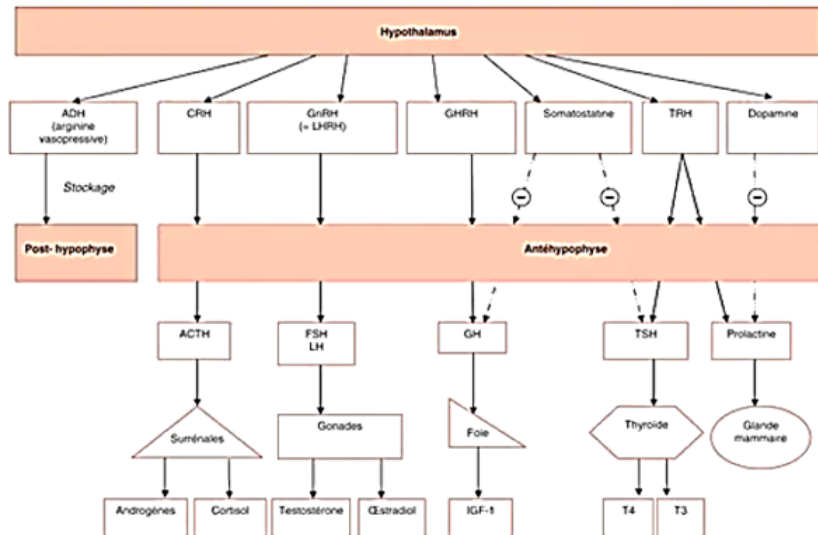 Hypothalamus
ADH
(arginine
vasopressive)
CRH
GnRH
(= LHRH)
GHRH
Somatostatine
TRH
Dopamine
Stockage
Post- hypophyse
Antéhypophyse
ACTH
FSH
LH
GH
TSH
Prolactine
Surrénales
Gonades
Foie
Thyroïde
Glande
mammaire
Androgènes
Cortisol
Testostérone
Œstradiol
IGF-1
T4
T3